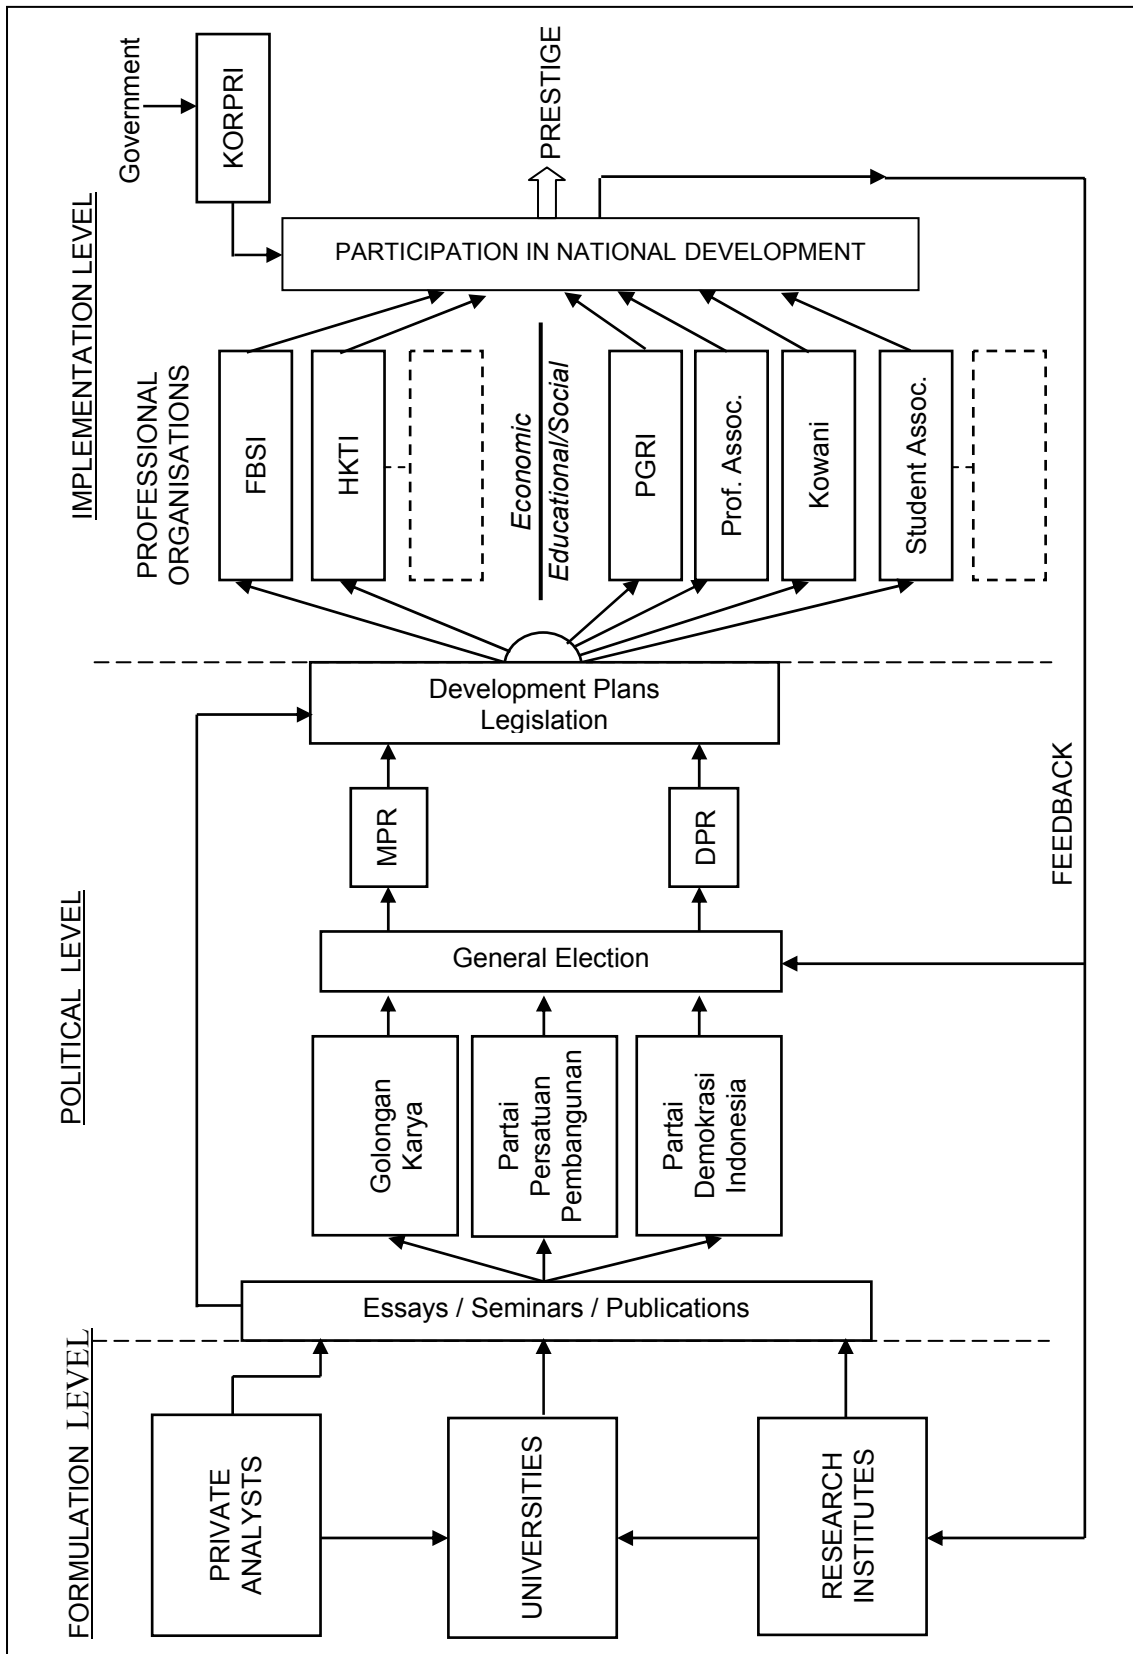 FORMULATION LEVEL
PRIVATE
ANALYSTS
UNIVERSITIES
RESEARCH
INSTITUTES
POLITICAL LEVEL
Essays / Seminars / Publications
Golongan
Karya
Partai
Persatuan
Pembangunan
Partai
Demokrasi
Indonesia
General Election
MPR
DPR
Development Plans
Legislation
IMPLEMENTATION LEVEL
PROFESSIONAL
ORGANISATIONS
FBSI
HKTI
Economic
Educational/Social
PGRI
Prof. Assoc.
Kowani
Student Assoc.
PARTICIPATION IN NATIONAL DEVELOPMENT
Government
KORPRI
PRESTIGE
FEEDBACK